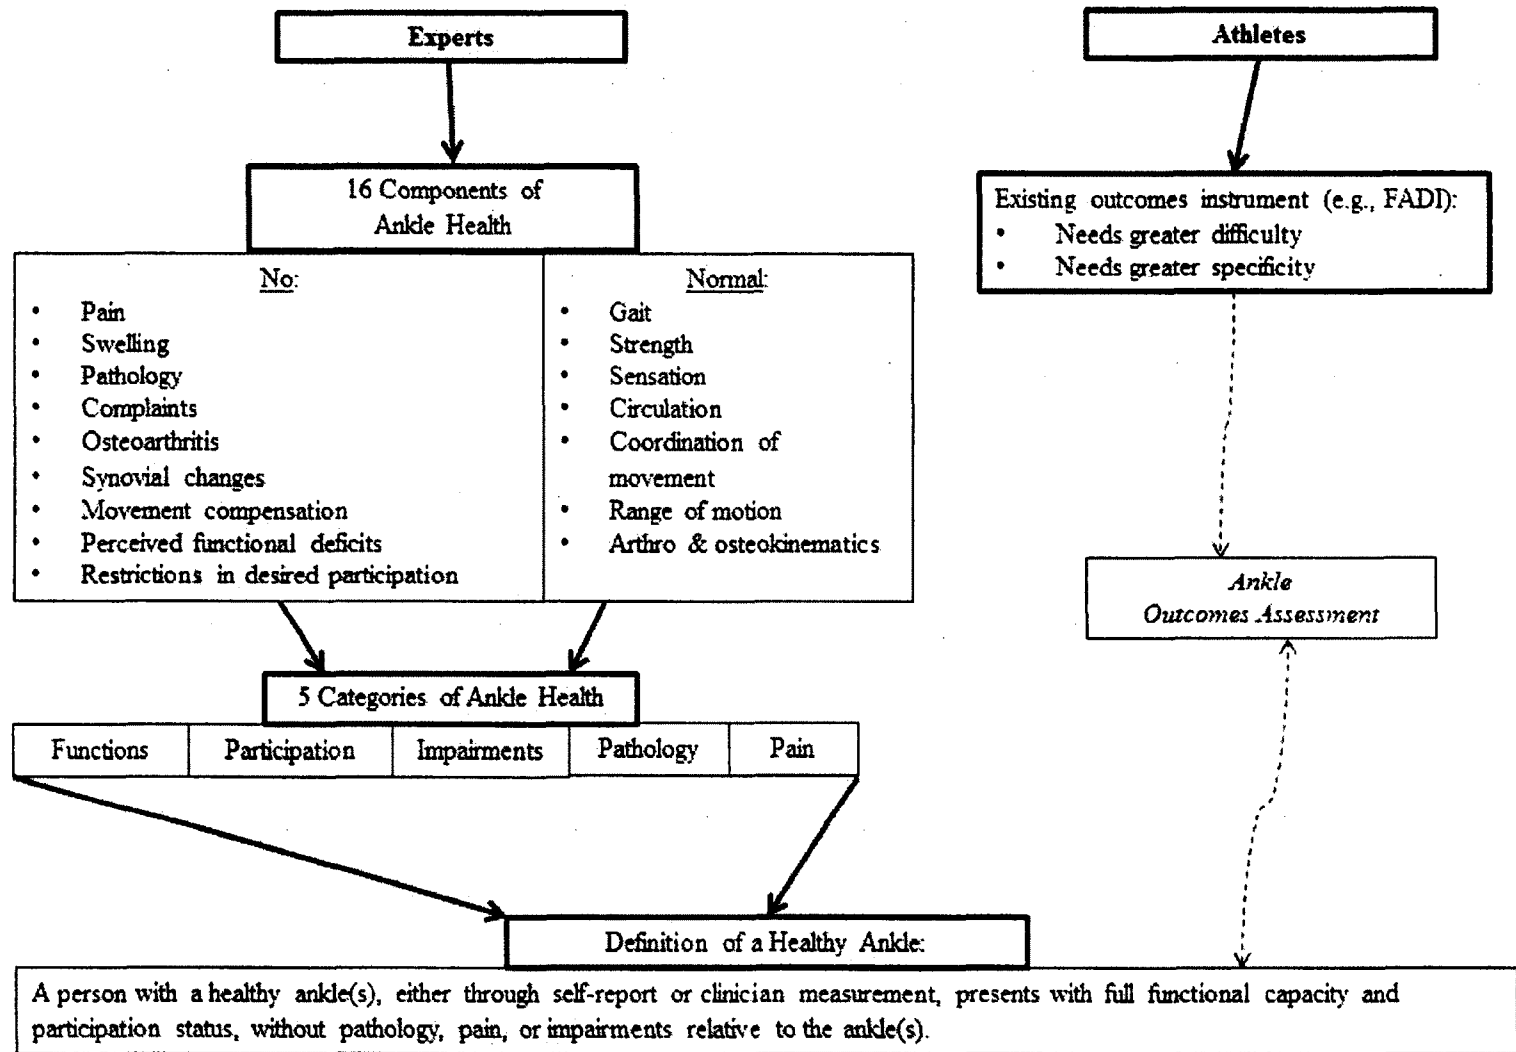 Experts
Athletes
16 Components of
Ankle Health
Existing outcomes instrument (e.g., FADI):
• Needs greater difficulty
• Needs greater specificity
No:
• Pain
• Swelling
• Pathology
• Complaints
• Osteoarthritis
• Synovial changes
• Movement compensation
• Perceived functional deficits
• Restrictions in desired participation
Normal:
• Gait
• Strength
• Sensation
• Circulation
• Coordination of
movement
• Range of motion
• Arthro & osteokinematics
Ankle
Outcomes Assessment
5 Categories of Ankle Health
Functions
Participation
Impairments
Pathology
Pain
Definition of a Healthy Ankle:
A person with a healthy ankle(s), either through self-report or clinician measurement, presents with full functional capacity and
participation status, without pathology, pain, or impairments relative to the ankle(s).